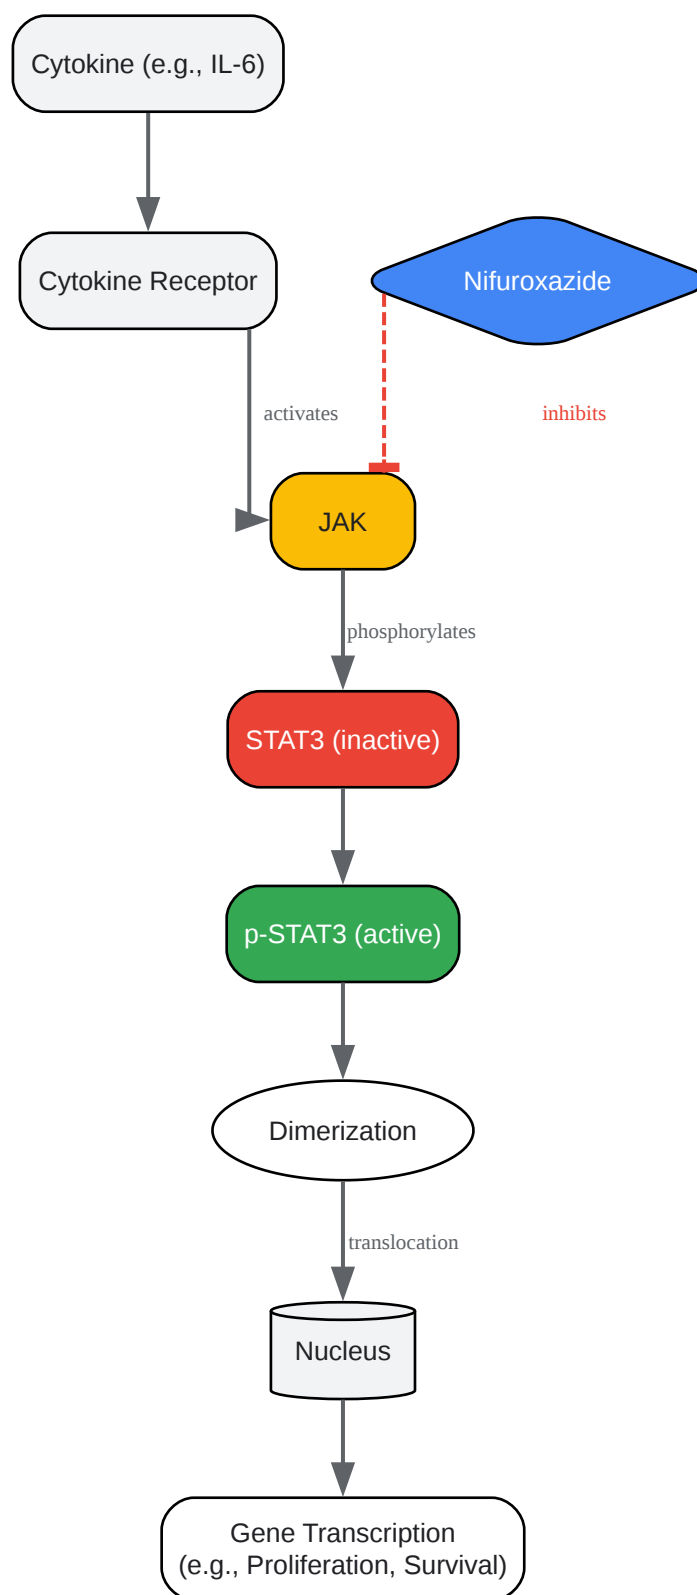 Cytokine (e.g., IL-6)
Cytokine Receptor
Nifuroxazide
activates
inhibits
JAK
phosphorylates
STAT3 (inactive)
p-STAT3 (active)
Dimerization
translocation
Nucleus
Gene Transcription
(e.g., Proliferation, Survival)